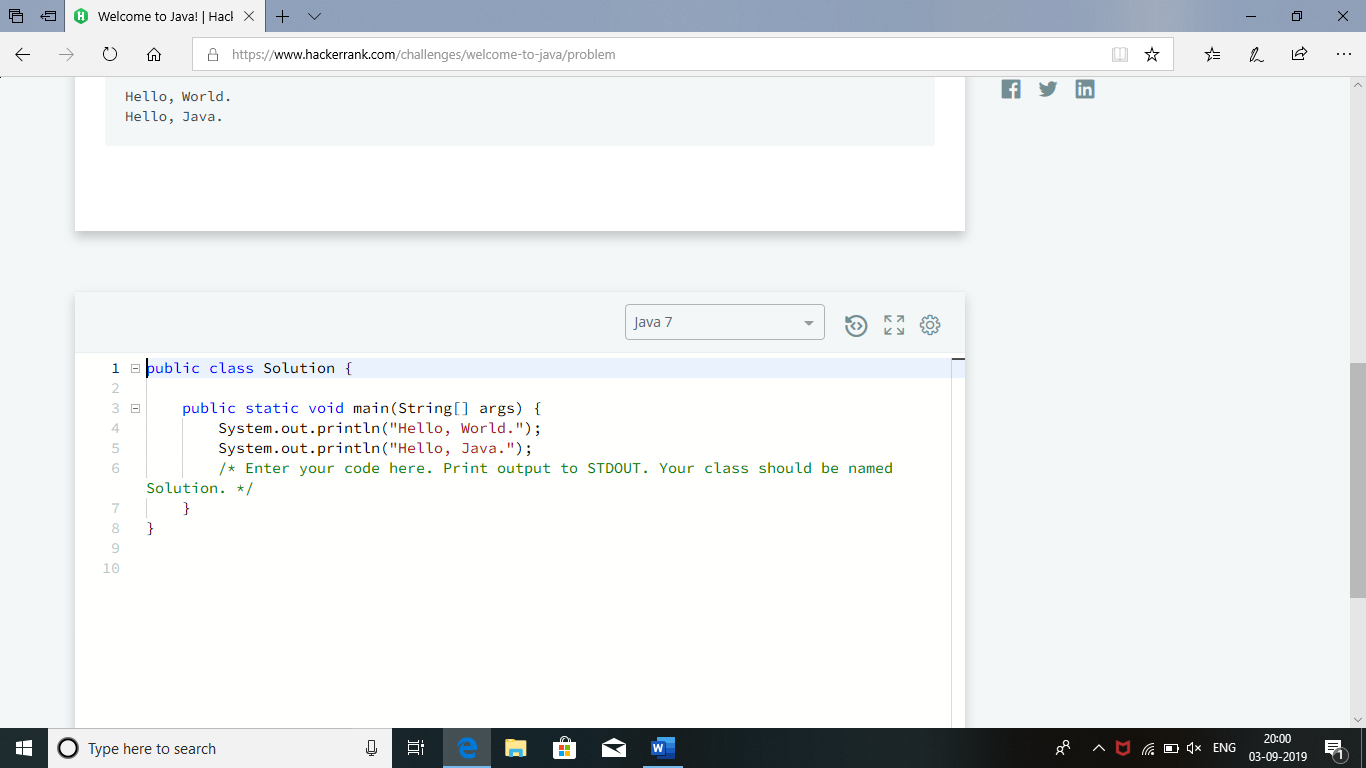 Welcome to Java! | Hack
https://www.hackerrank.com/challenges/welcome-to-java/problem
Hello, World.
Hello, Java.
Java 7
1 public class Solution {
2
3 public static void main(String[] args) {
4 System.out.println("Hello, World.");
5 System.out.println("Hello, Java.");
6 /* Enter your code here. Print output to STDOUT. Your class should be named
Solution. */
7 }
8 }
9
10
Type here to search
W
ENG
20:00
03-09-2019
1